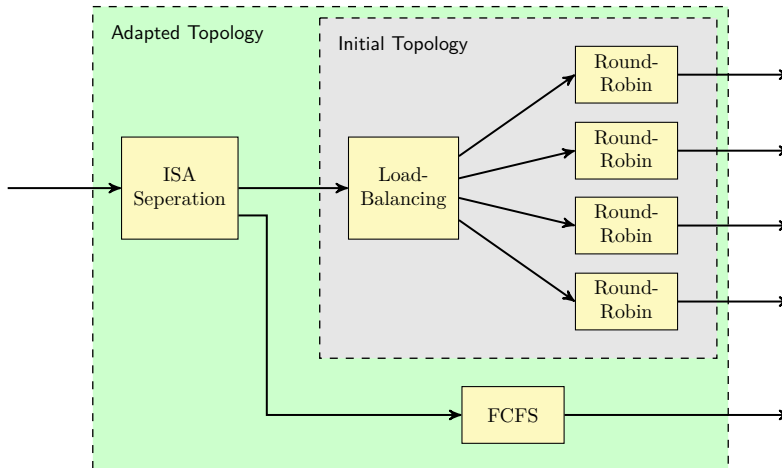 Adapted Topology
Initial Topology
Round-
Robin
ISA
Seperation
Load-
Balancing
Round-
Robin
Round-
Robin
Round-
Robin
FCFS